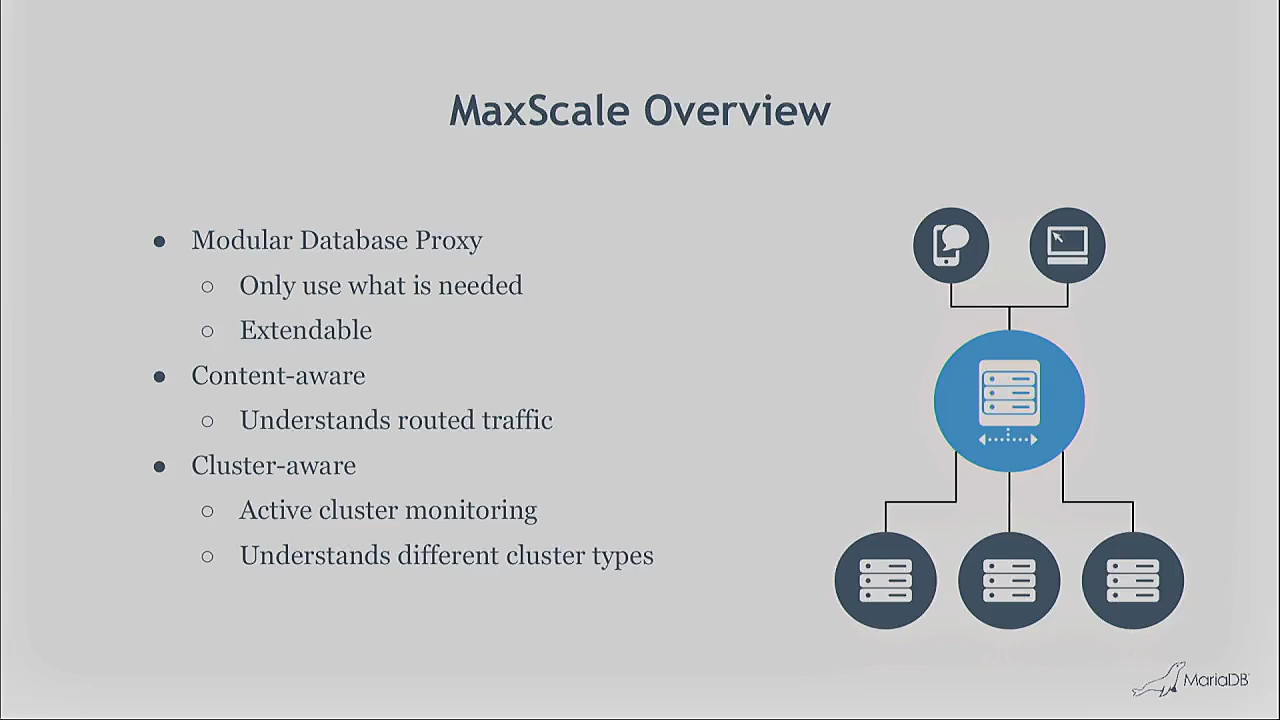 MaxScale Overview
● Modular Database Proxy
○ Only use what is needed
○ Extendable
● Content-aware
○ Understands routed traffic
● Cluster-aware
○ Active cluster monitoring
○ Understands different cluster types
MariaDB